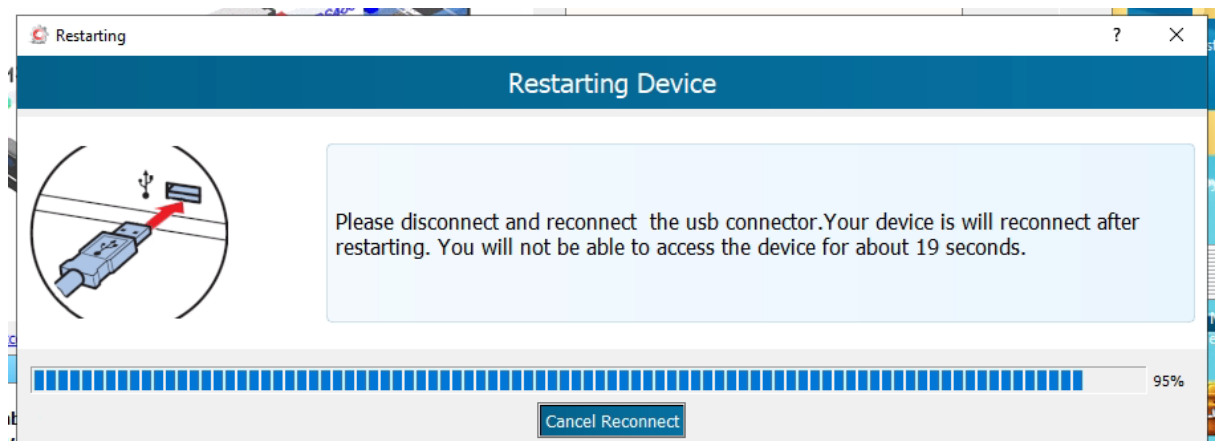 Restarting
? ×
Restarting Device
Please disconnect and reconnect  the usb connector.Your device is will reconnect after
restarting. You will not be able to access the device for about 19 seconds.
95%
Cancel Reconnect